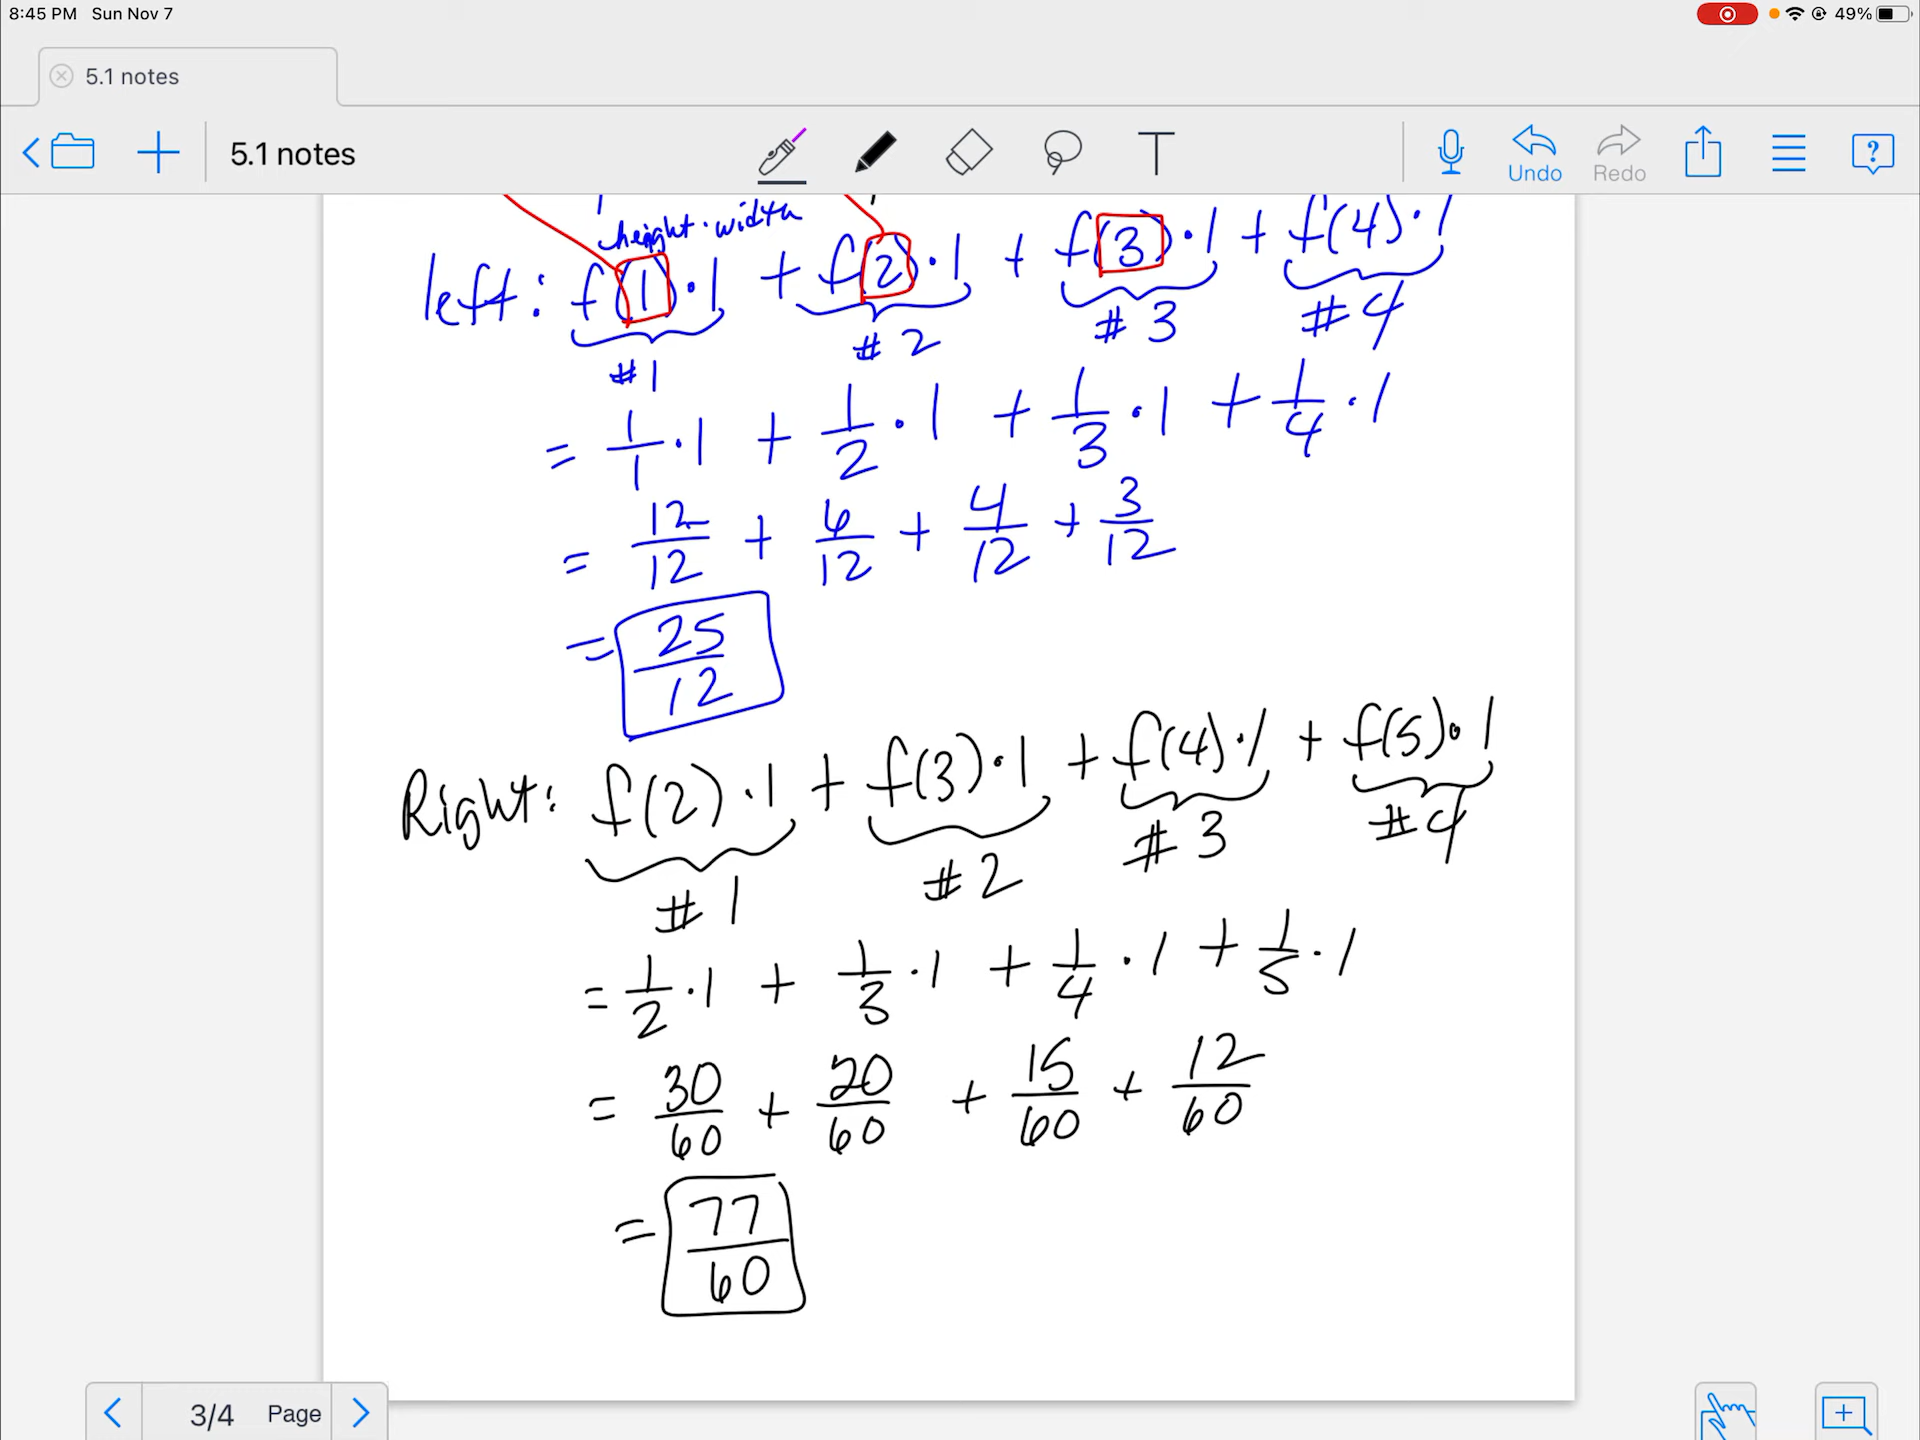 8:45 PM Sun Nov 7
49%
5.1 notes
5.1 notes
Undo
Redo
height · width
left: f(1)·1 + f(2)·1 + f(3)·1 + f(4)·1
#1 #2 #3 #4
= 1/1 · 1 + 1/2 · 1 + 1/3 · 1 + 1/4 · 1
= 12/12 + 6/12 + 4/12 + 3/12
= 25/12
Right: f(2)·1 + f(3)·1 + f(4)·1 + f(5)·1
#1 #2 #3 #4
= 1/2 · 1 + 1/3 · 1 + 1/4 · 1 + 1/5 · 1
= 30/60 + 20/60 + 15/60 + 12/60
= 77/60
3/4 Page